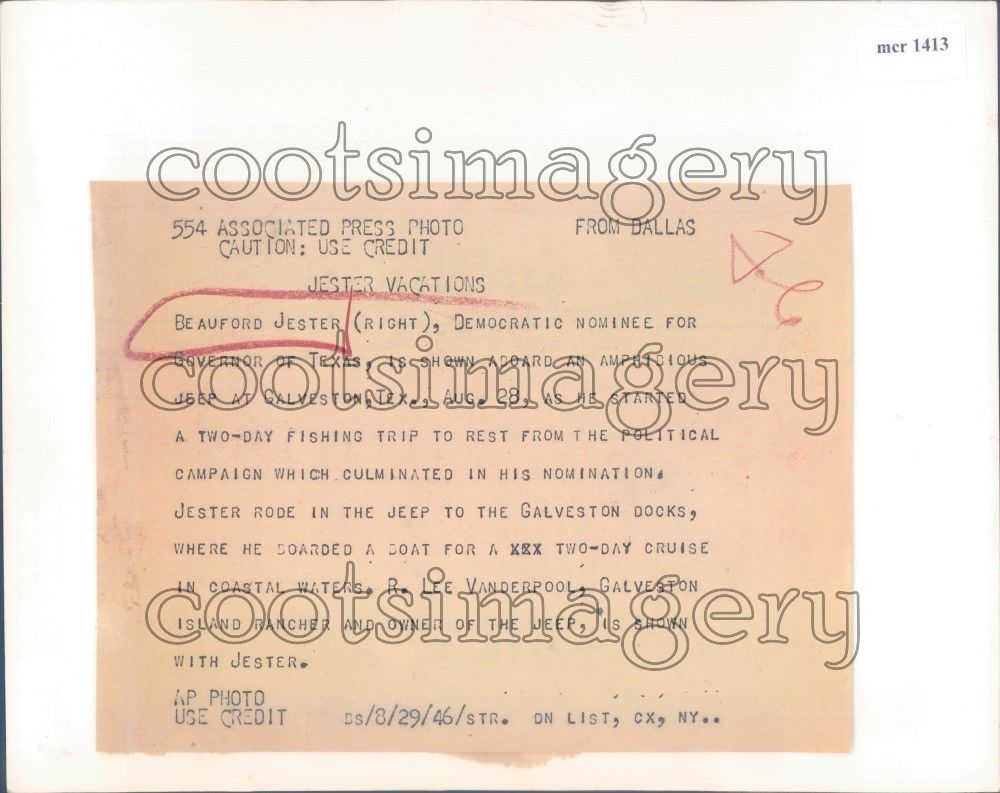 mcr 1413
cootsimagery
554 ASSOCIATED PRESS PHOTO FROM DALLAS
CAUTION: USE CREDIT
JESTER VACATIONS
BEAUFORD JESTER (RIGHT), DEMOCRATIC NOMINEE FOR
GOVERNOR OF TEXAS, IS SHOWN ABOARD AN AMPHIBIOUS
cootsimagery
JEEP AT GALVESTON,TEX., AUG. 28, AS HE STARTED
A TWO-DAY FISHING TRIP TO REST FROM THE POLITICAL
CAMPAIGN WHICH CULMINATED IN HIS NOMINATION.
JESTER RODE IN THE JEEP TO THE GALVESTON DOCKS,
WHERE HE BOARDED A BOAT FOR A XXX TWO-DAY CRUISE
IN COASTAL WATERS. R. LEE VANDERPOOL, GALVESTON
cootsimagery
ISLAND RANCHER AND OWNER OF THE JEEP, IS SHOWN
WITH JESTER.
AP PHOTO
USE CREDIT DS/8/29/46/STR. ON LIST, CX, NY..